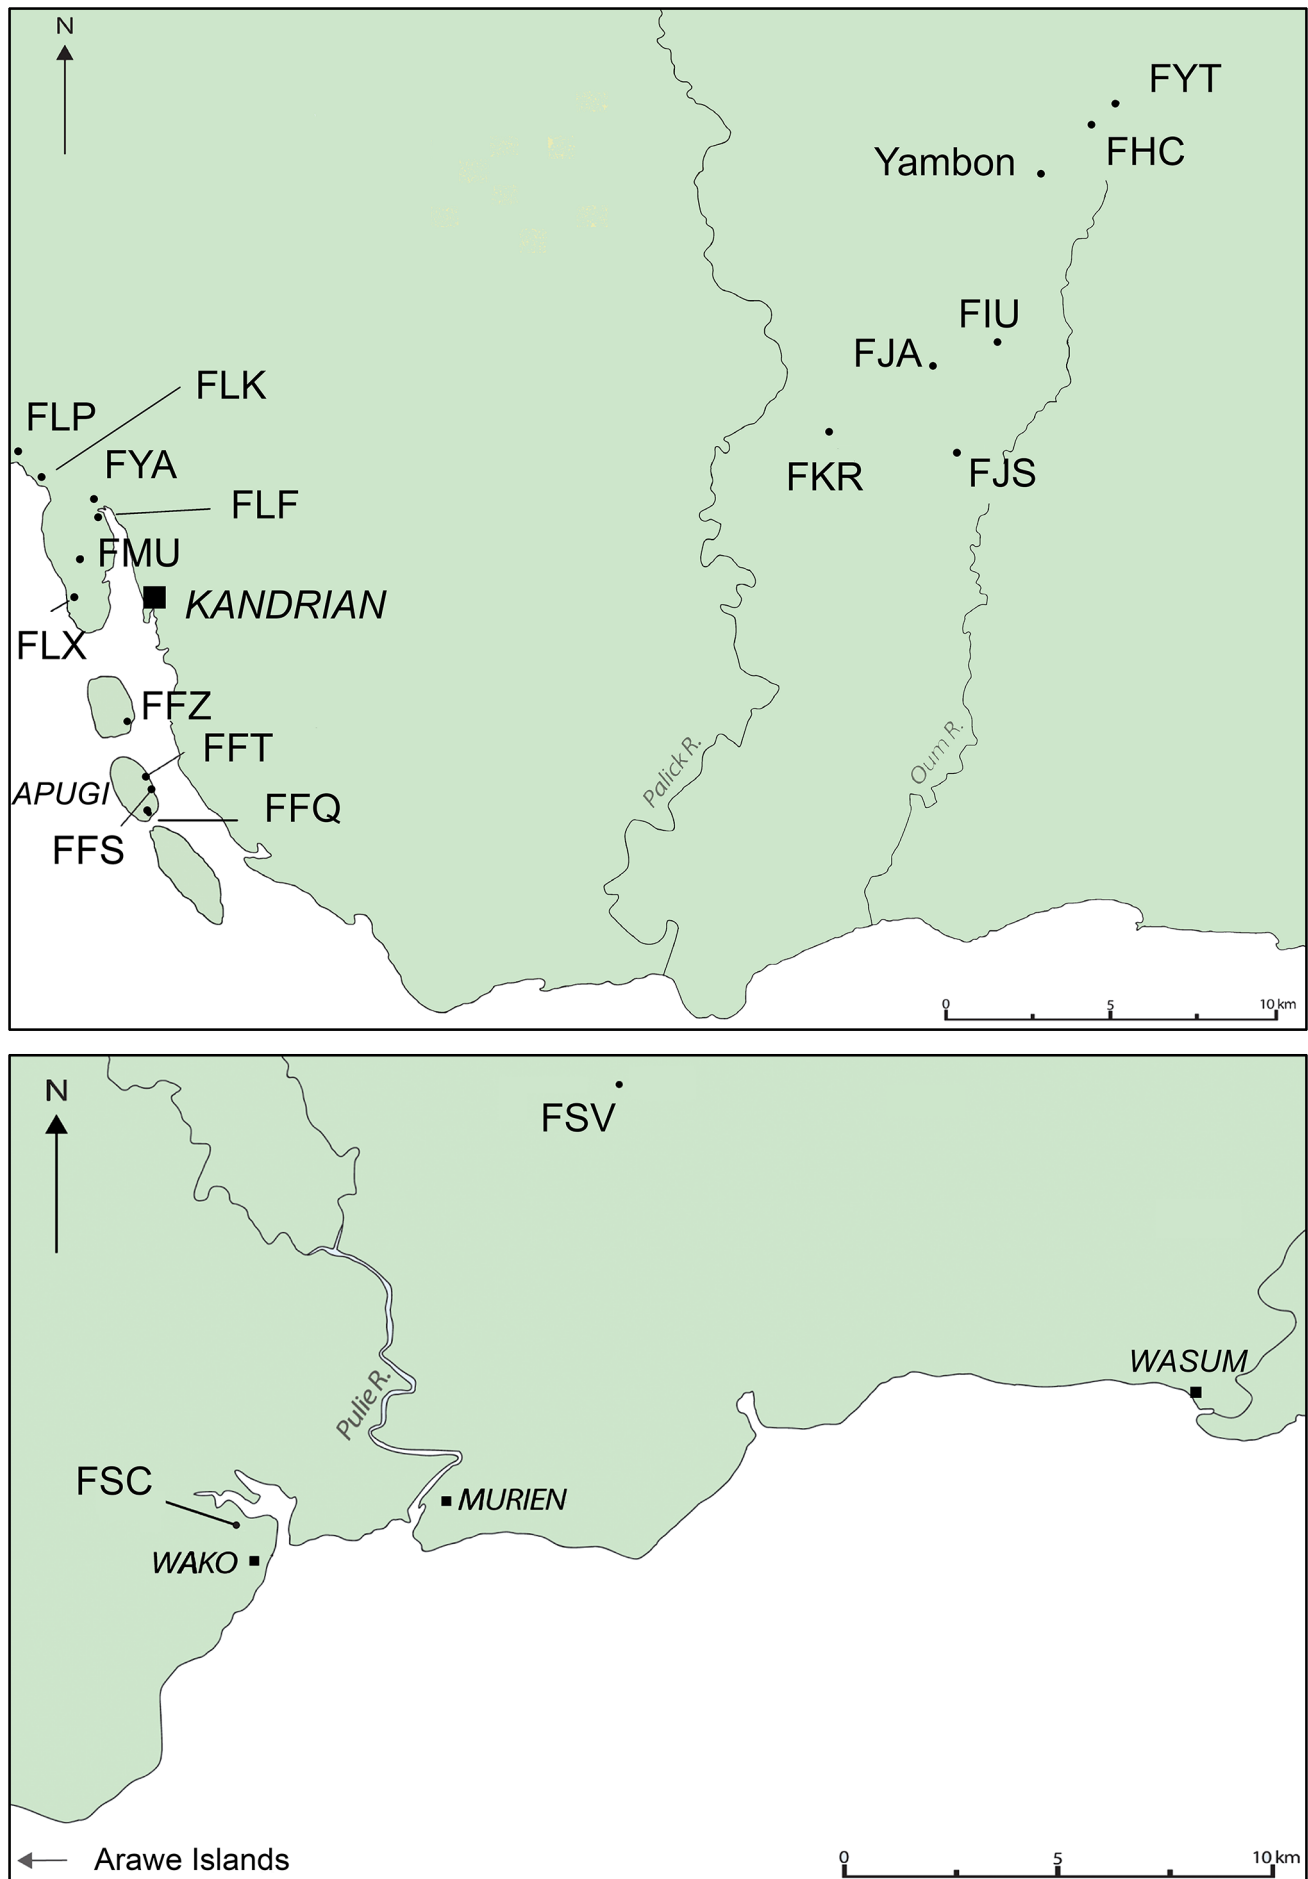 N
FYT
FHC
Yambon
FIU
FJA
FLK
FLP
FKR
FJS
FYA
FLF
FMU
KANDRIAN
FLX
FFZ
FFT
Palick R.
Oum R.
APUGI
FFQ
FFS
0 5 10 km
N
FSV
WASUM
Pulie R.
FSC
MURIEN
WAKO
Arawe Islands
0 5 10 km